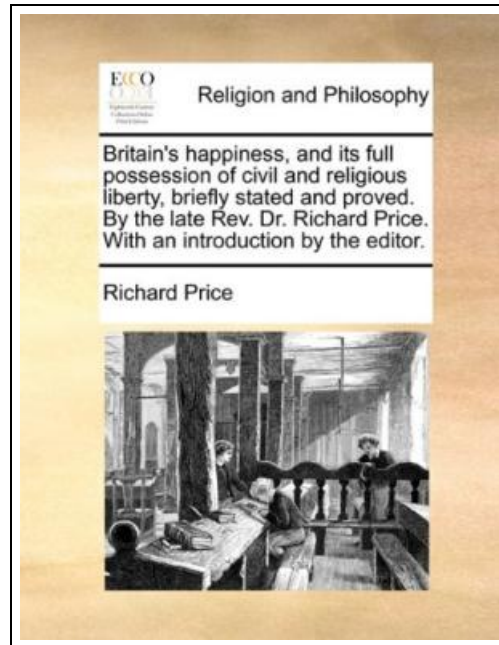 ECCO
Religion and Philosophy
Britain's happiness, and its full
possession of civil and religious
liberty, briefly stated and proved.
By the late Rev. Dr. Richard Price.
With an introduction by the editor.
Richard Price